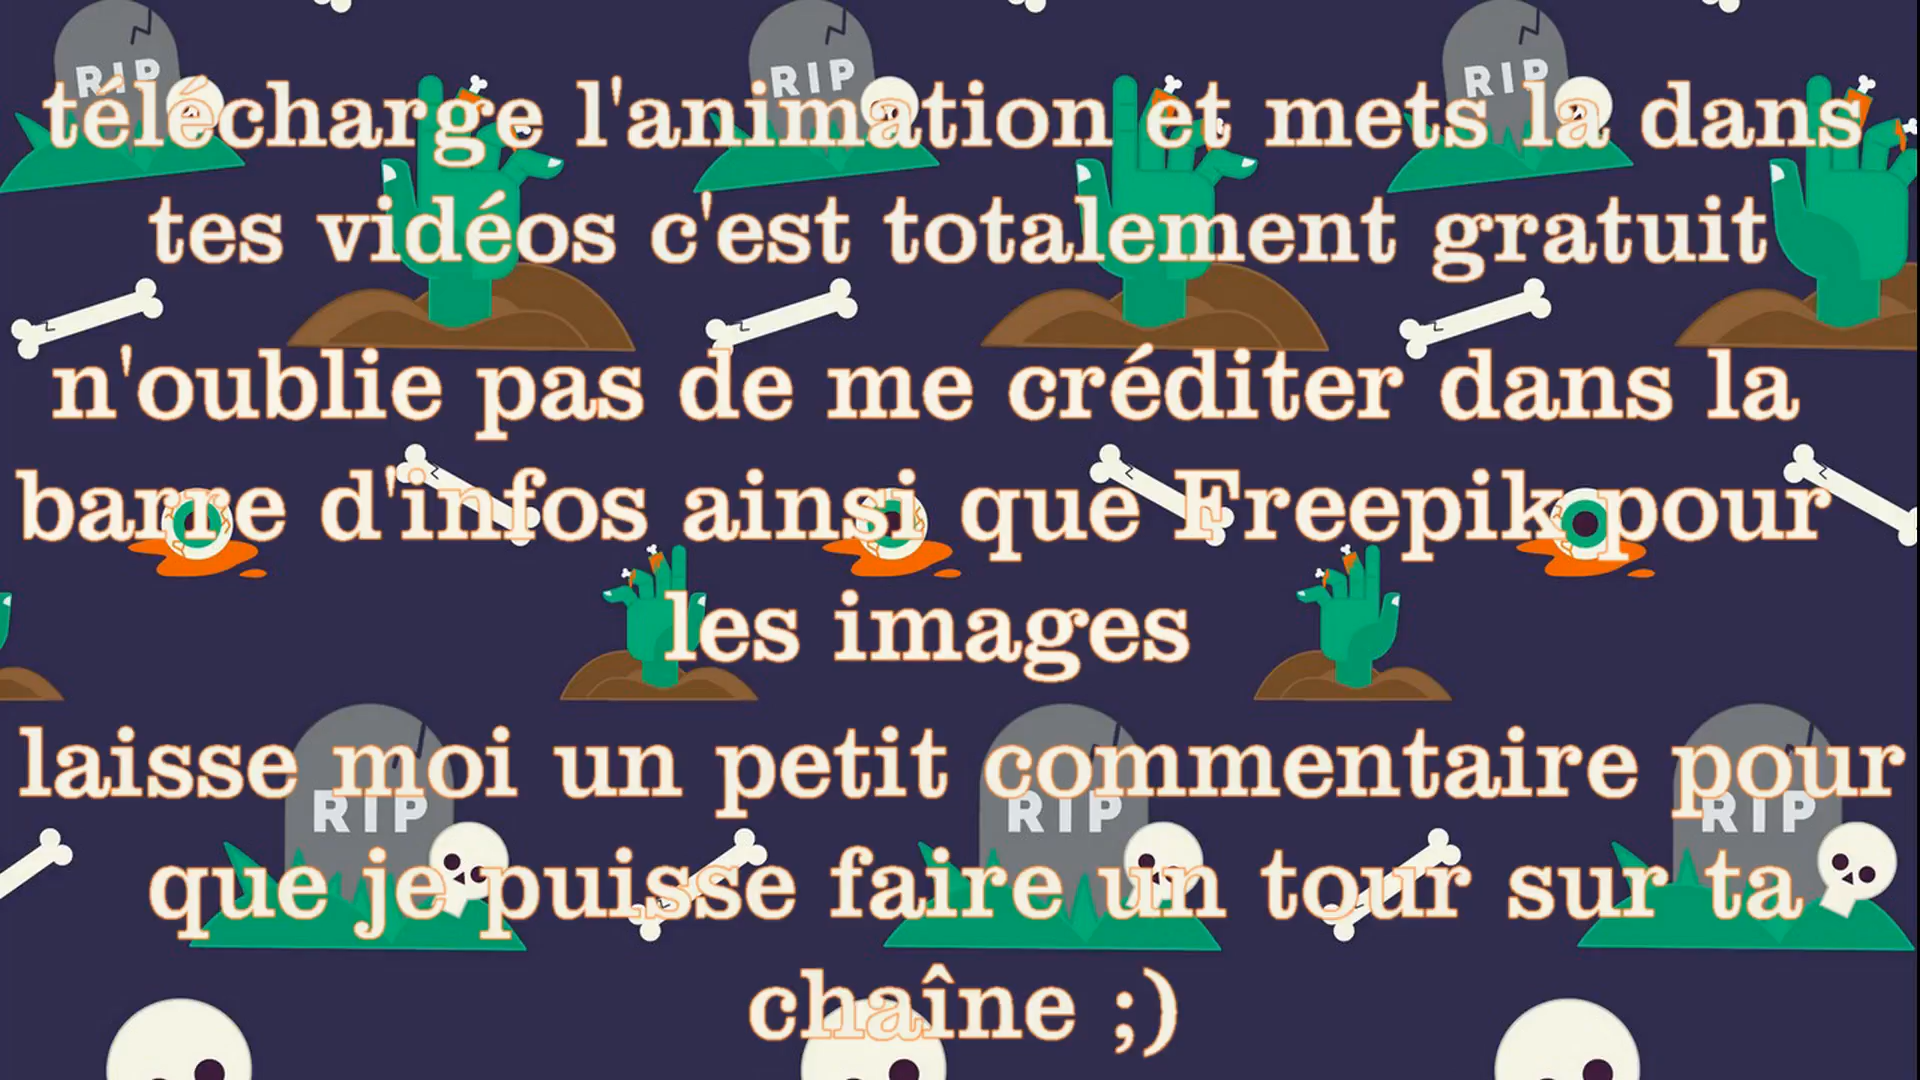 RIP RIP RIP
télécharge l'animation et mets la dans
tes vidéos c'est totalement gratuit
n'oublie pas de me créditer dans la
barre d'infos ainsi que Freepik pour
les images
laisse moi un petit commentaire pour
RIP RIP RIP
que je puisse faire un tour sur ta
chaîne ;)